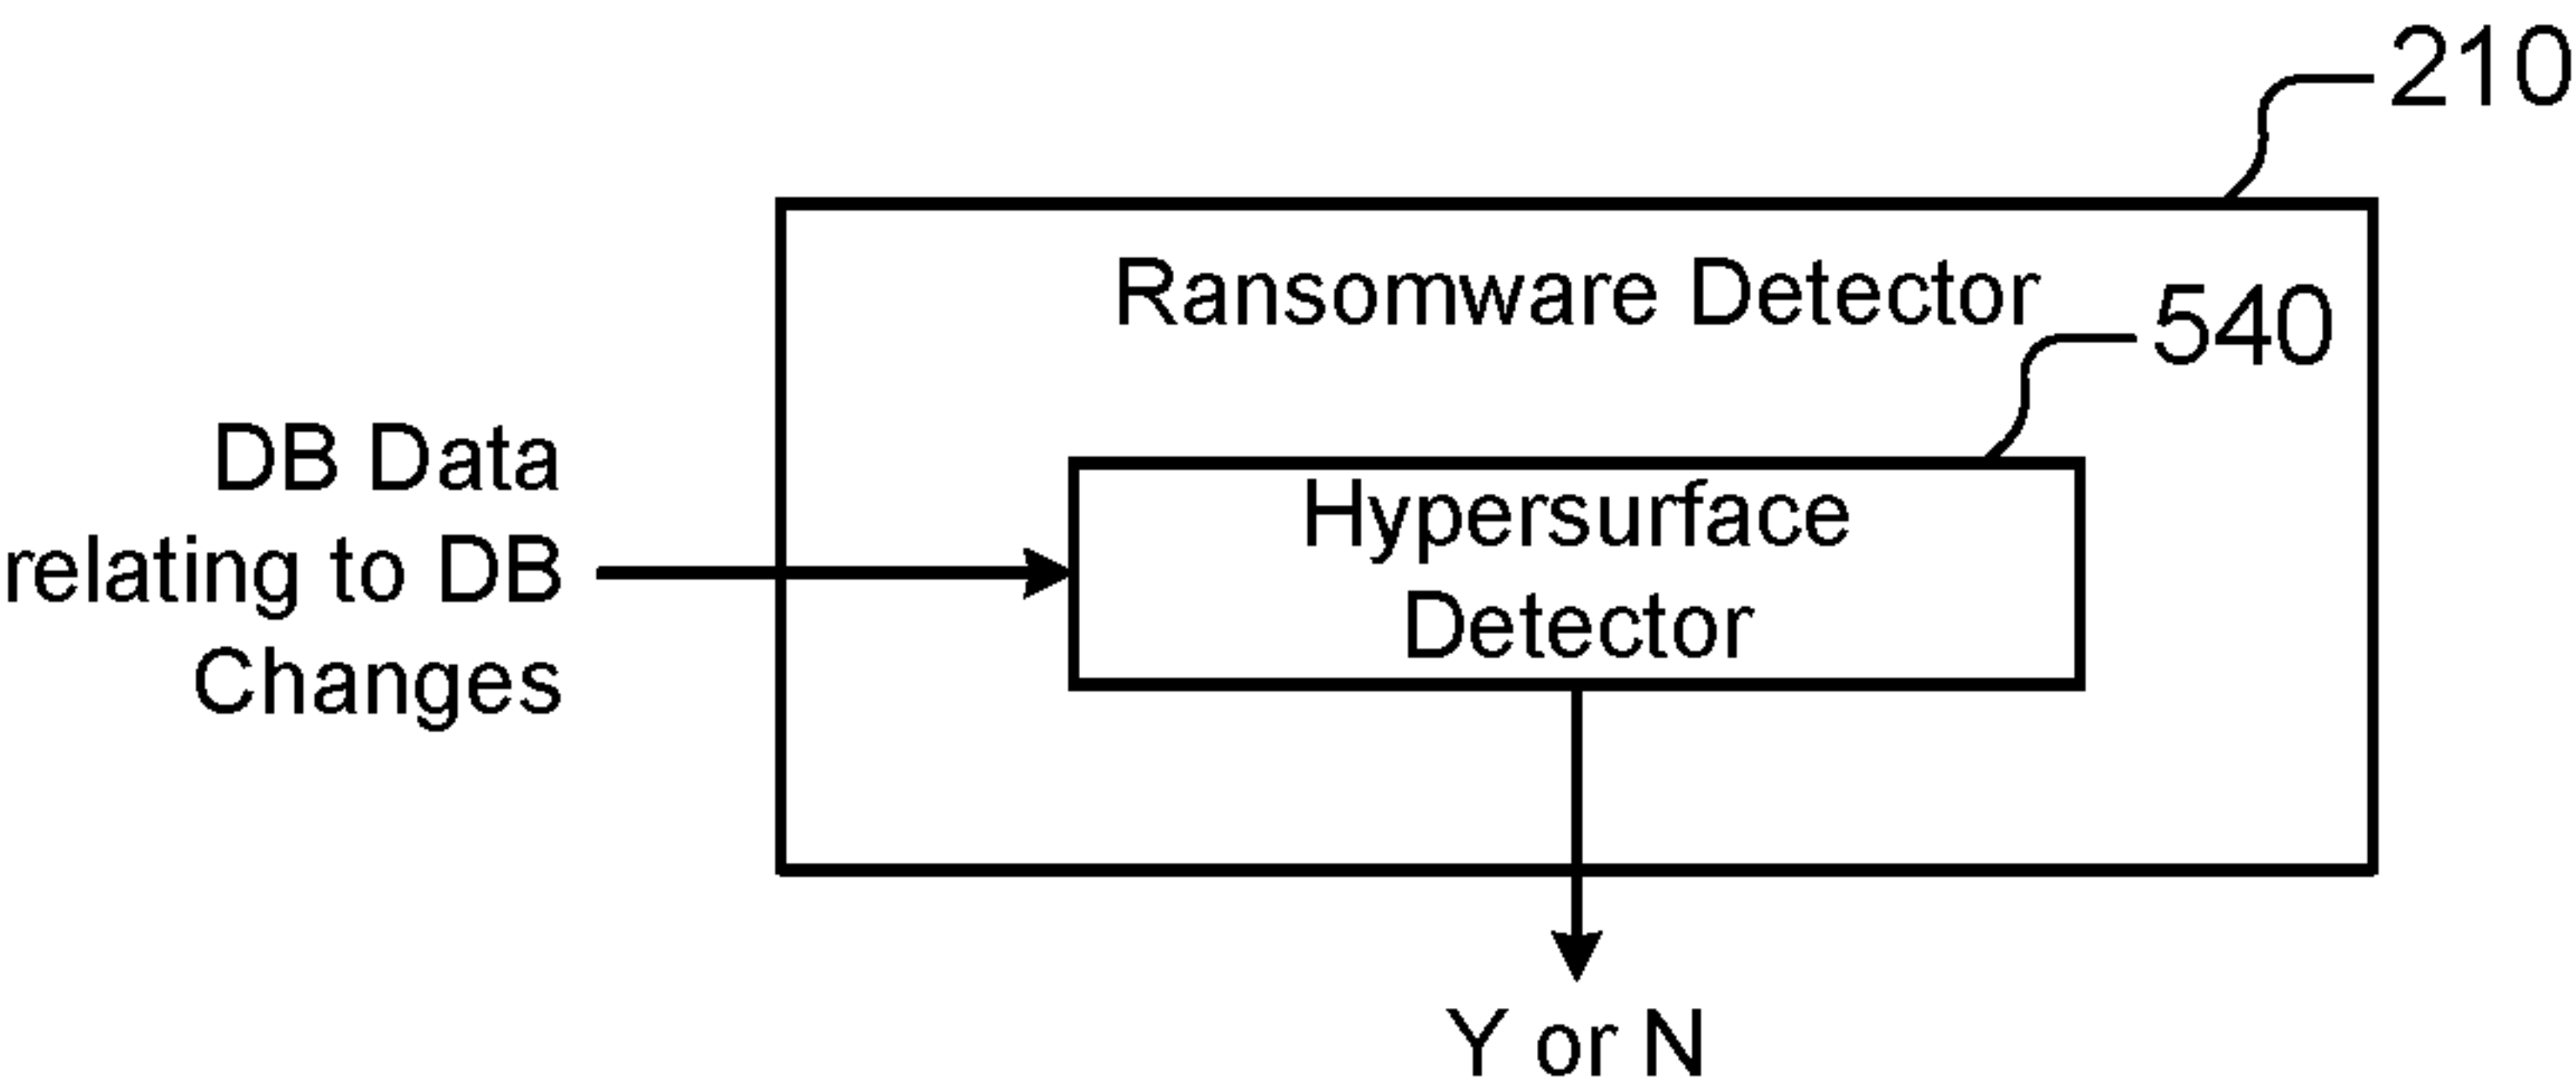 210
Ransomware Detector
540
DB Data
relating to DB
Changes
Hypersurface
Detector
Y or N